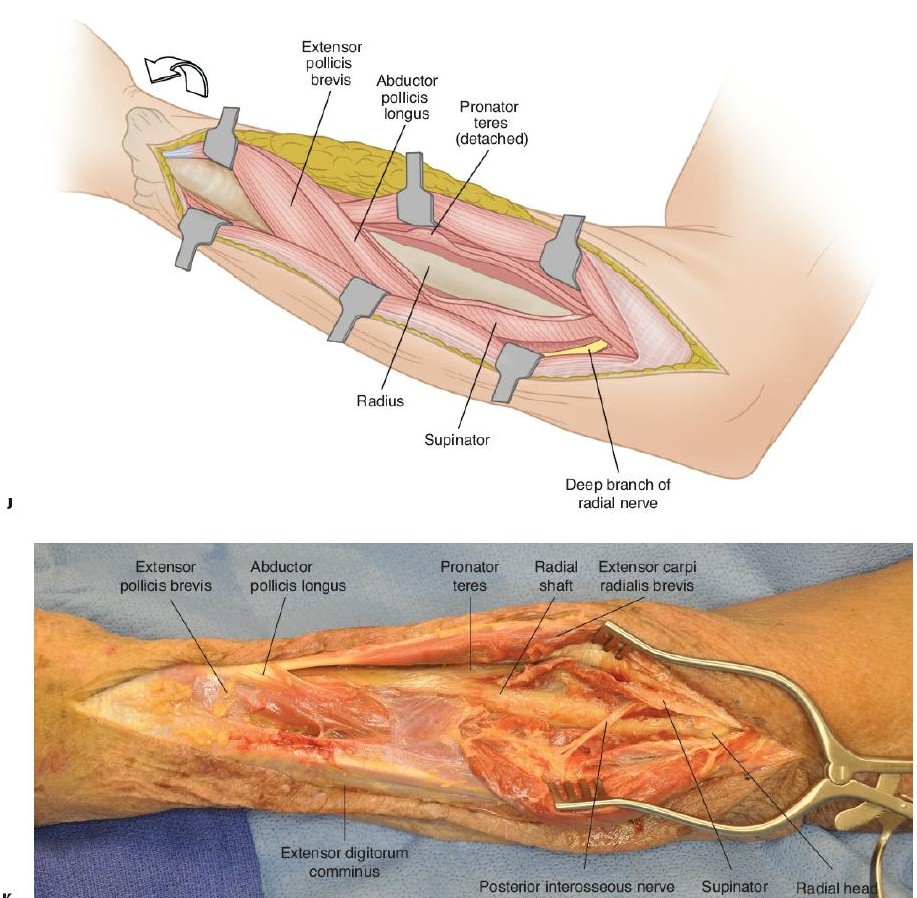 Extensor
pollicis
brevis
Abductor
pollicis
longus
Pronator
teres
(detached)
Radius
Supinator
Deep branch of
radial nerve
J
Extensor
pollicis brevis
Abductor
pollicis longus
Pronator
teres
Radial
shaft
Extensor carpi
radialis brevis
Extensor digitorum
comminus
Posterior interosseous nerve
Supinator
Radial head
K